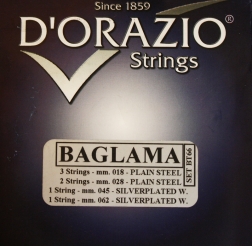 Since 1859
D'ORAZIO®
Strings
BAGLAMA
3 Strings - mm. 018 - PLAIN STEEL
2 Strings - mm. 028 - PLAIN STEEL
1 String - mm. 045 - SILVERPLATED W.
1 String - mm. 062 - SILVERPLATED W.
SET BT66